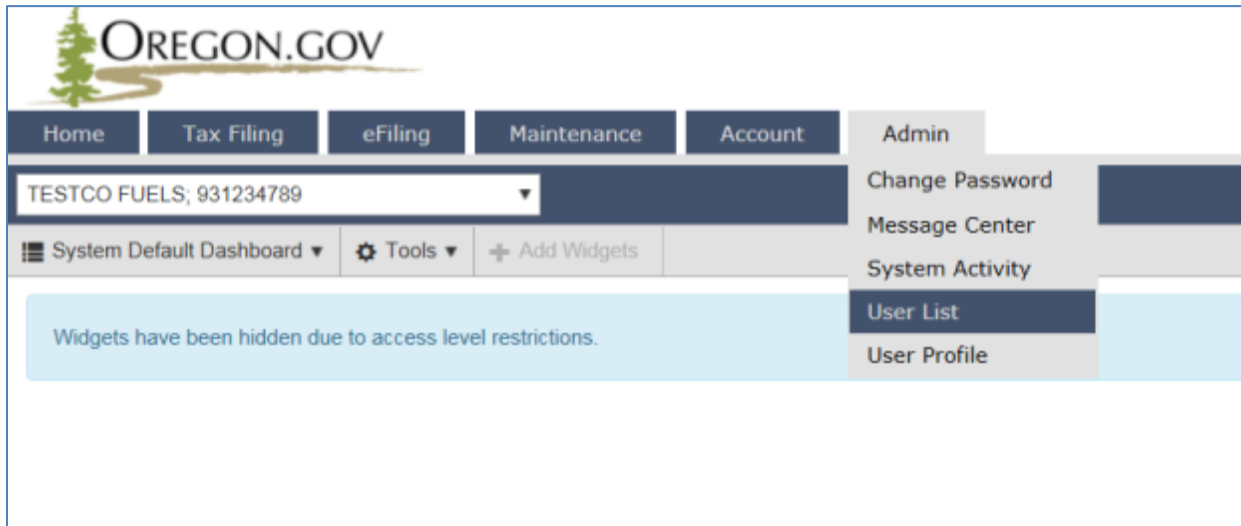 OREGON.GOV
Home Tax Filing eFiling Maintenance Account Admin
TESTCO FUELS; 931234789
System Default Dashboard Tools Add Widgets
Widgets have been hidden due to access level restrictions.
Change Password
Message Center
System Activity
User List
User Profile